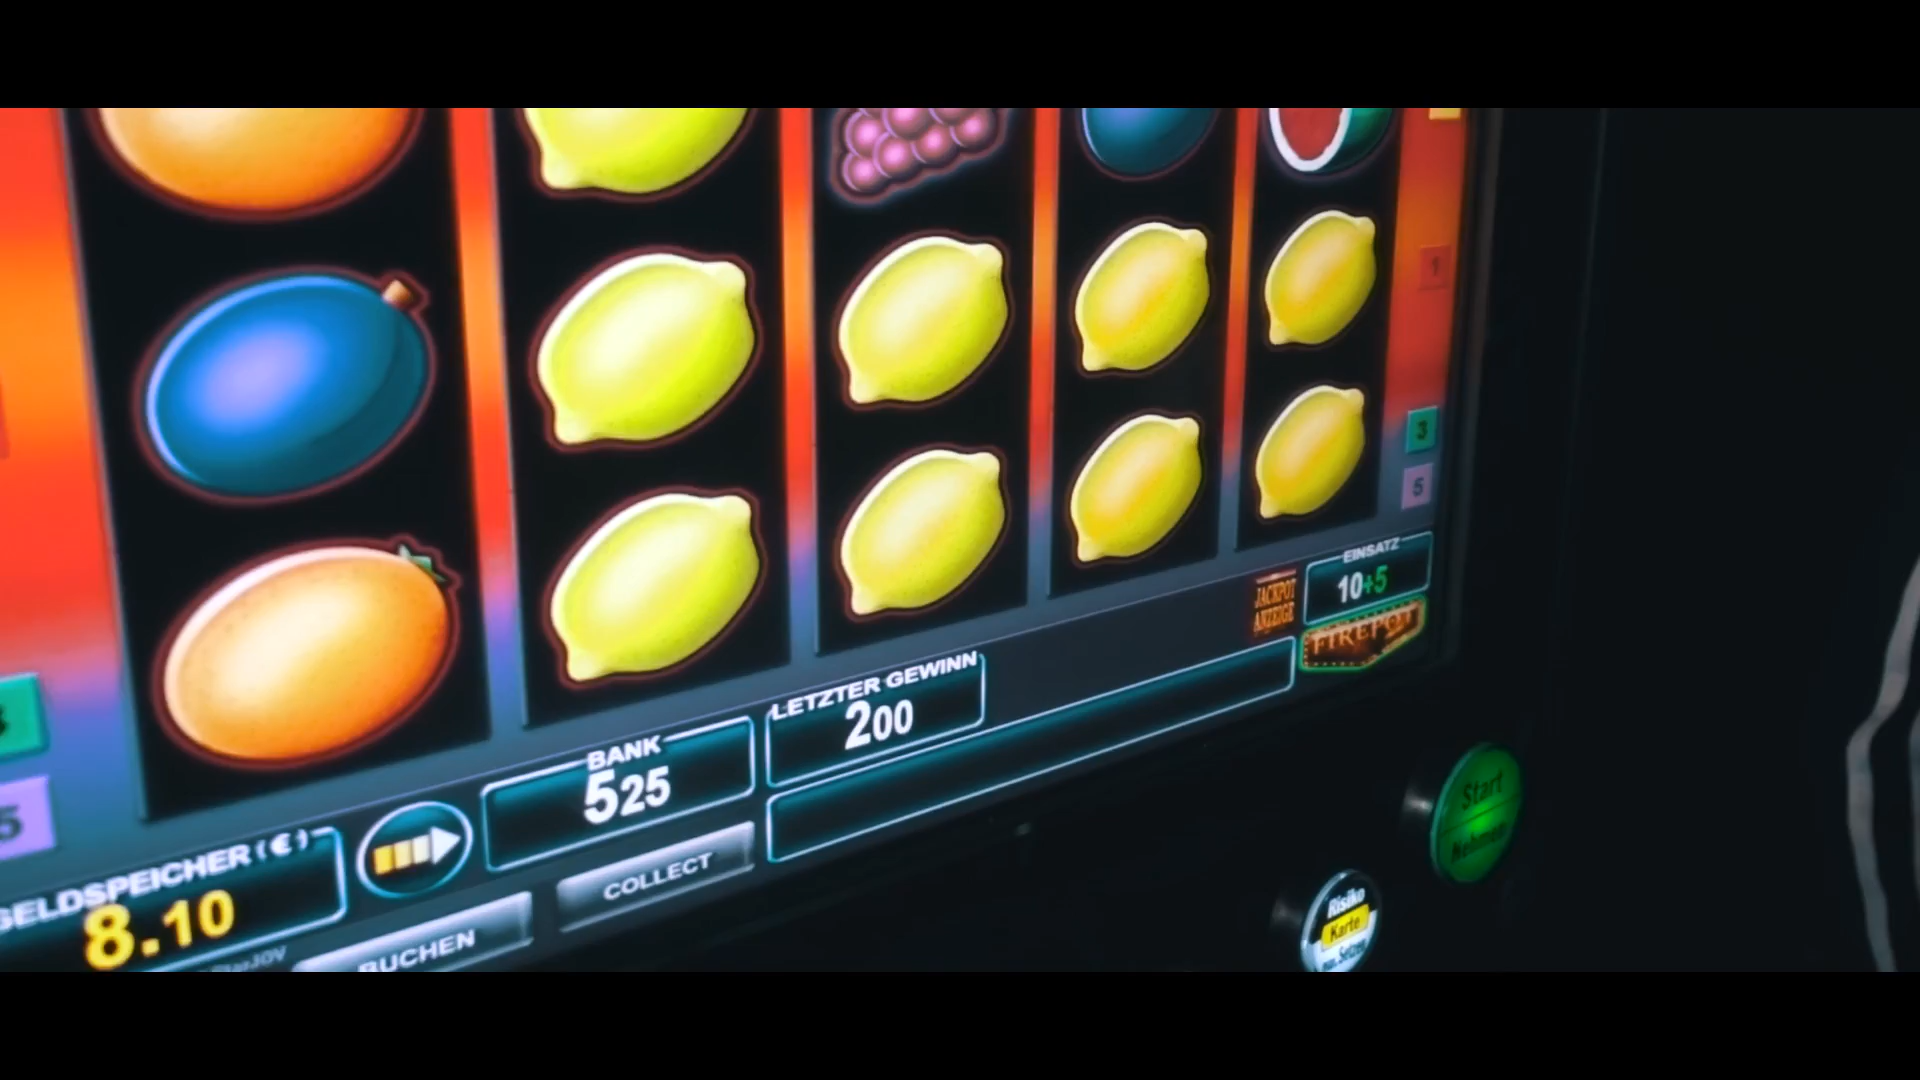 1
3
5
5
EINSATZ
10+5
JACKPOT
ANZEIGE
FIREPOT
LETZTER GEWINN
200
BANK
525
GELDSPEICHER (€)
8.10
COLLECT
BUCHEN
Start
Nehmen
Risiko
Karte